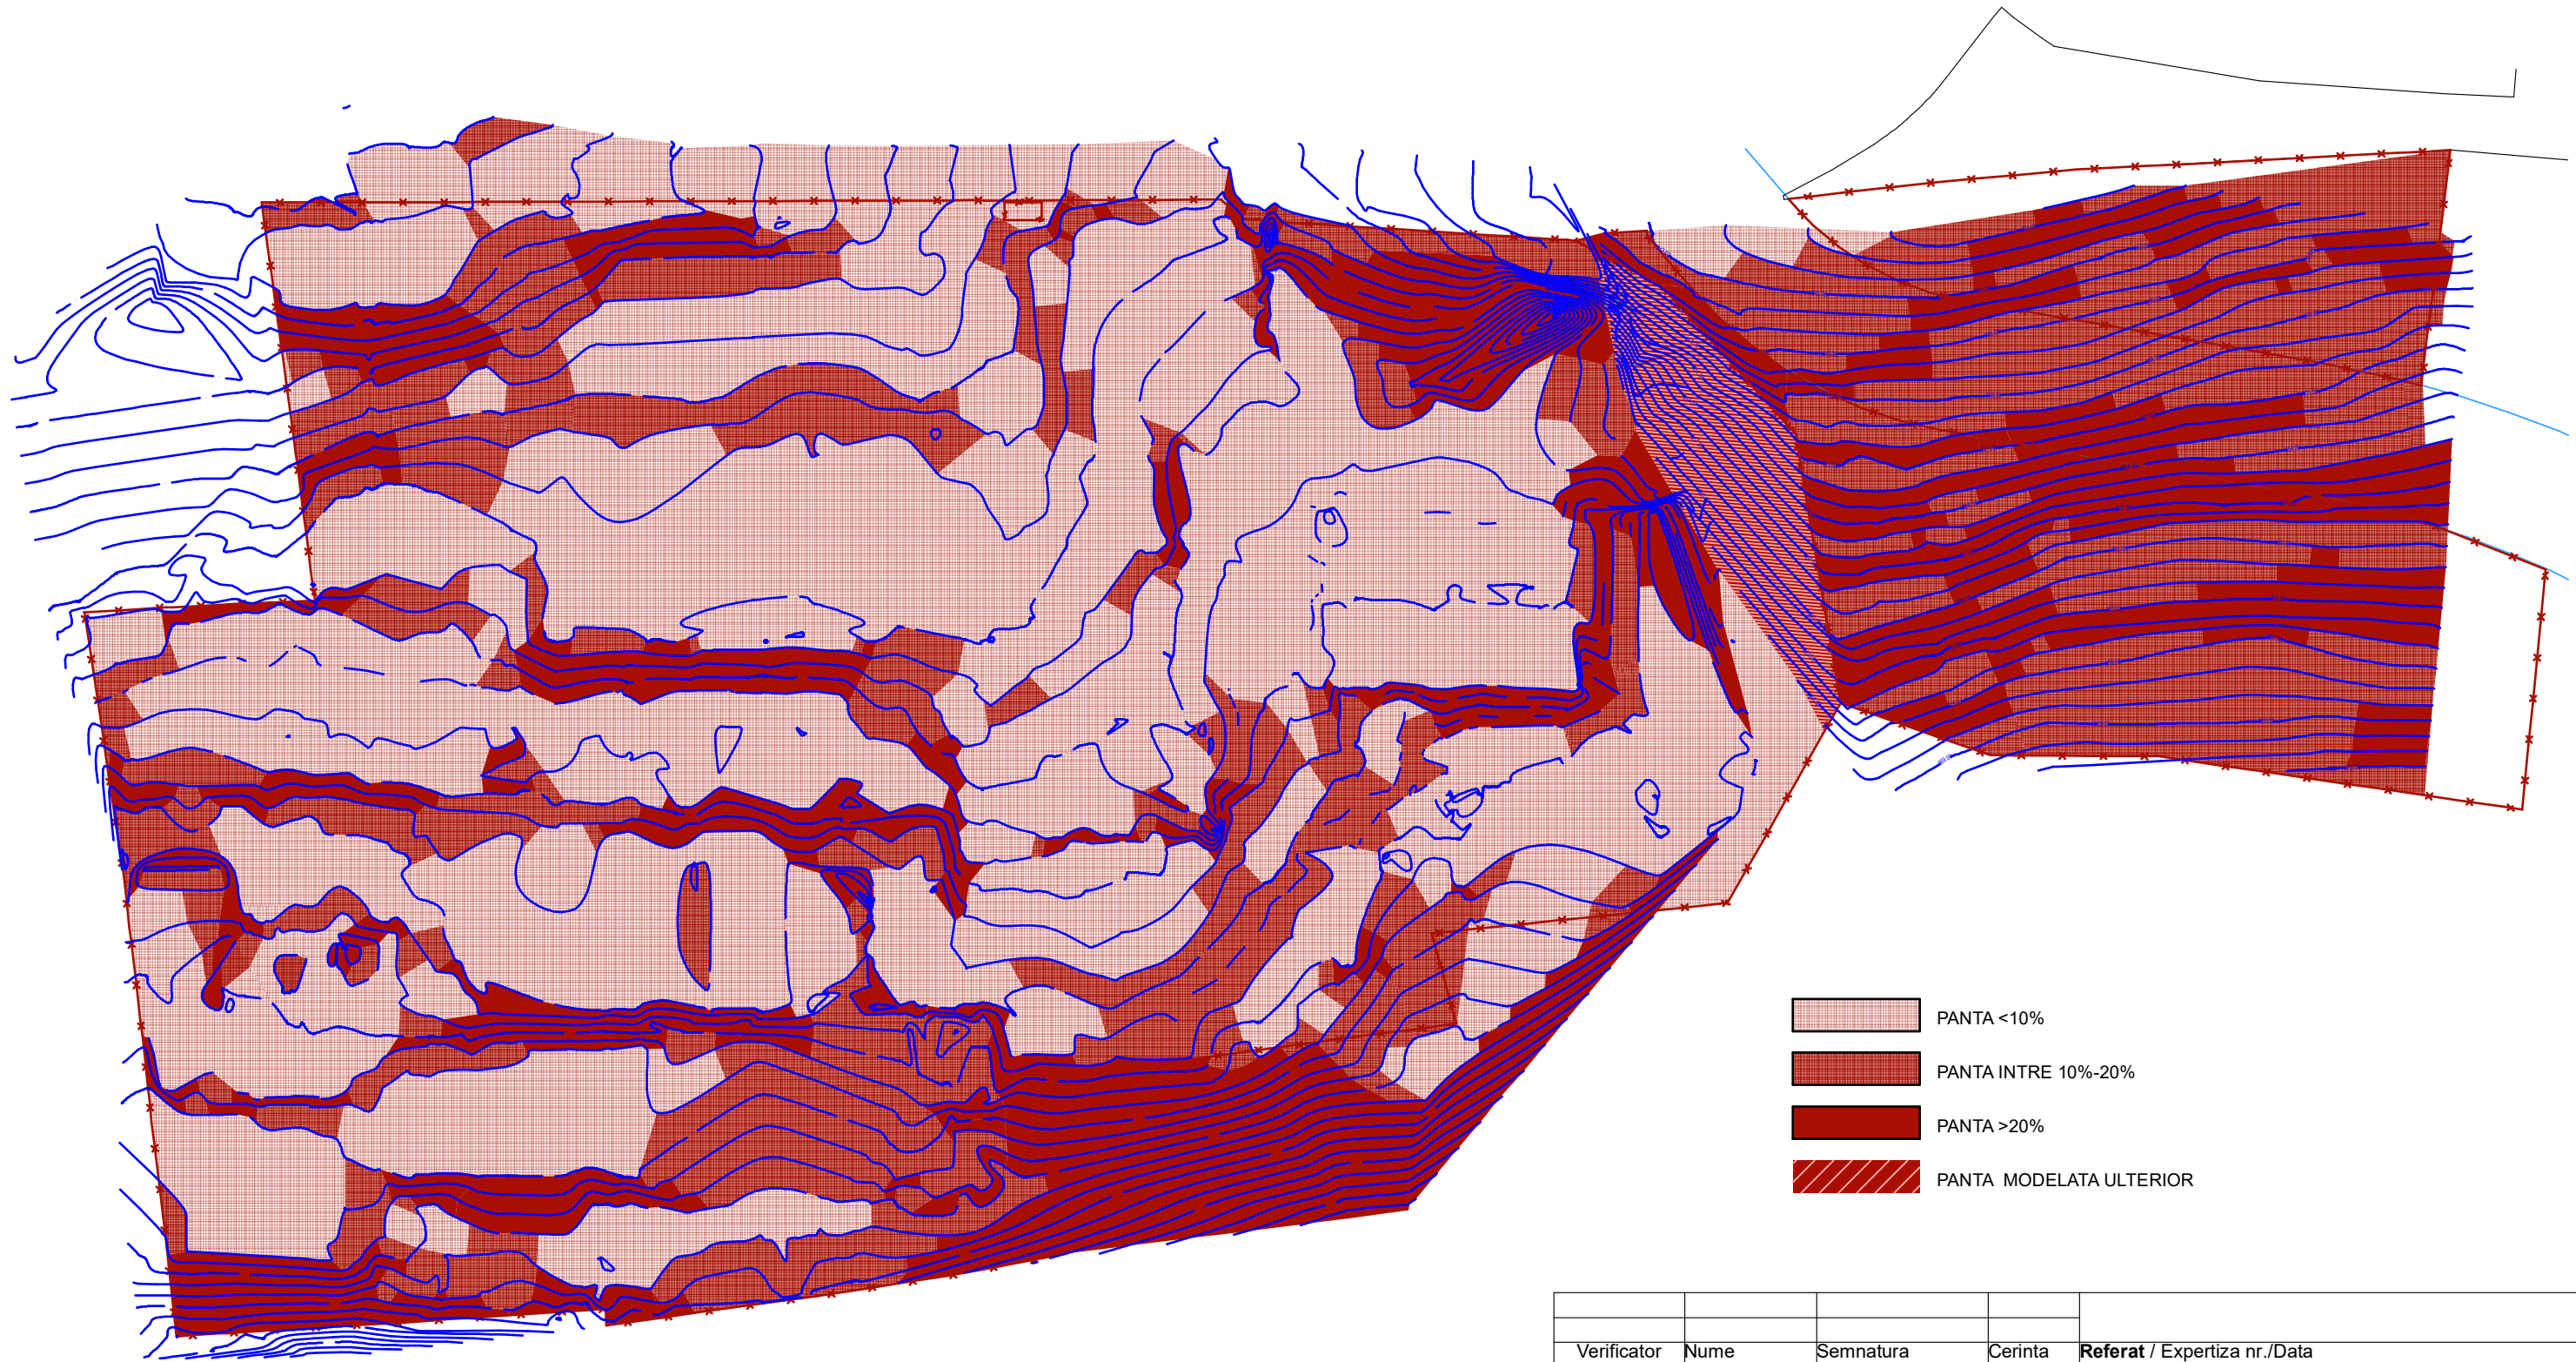 PANTA <10%
PANTA INTRE 10%-20%
PANTA >20%
PANTA MODELATA ULTERIOR
Verificator Nume Semnatura Cerinta Referat / Expertiza nr./Data